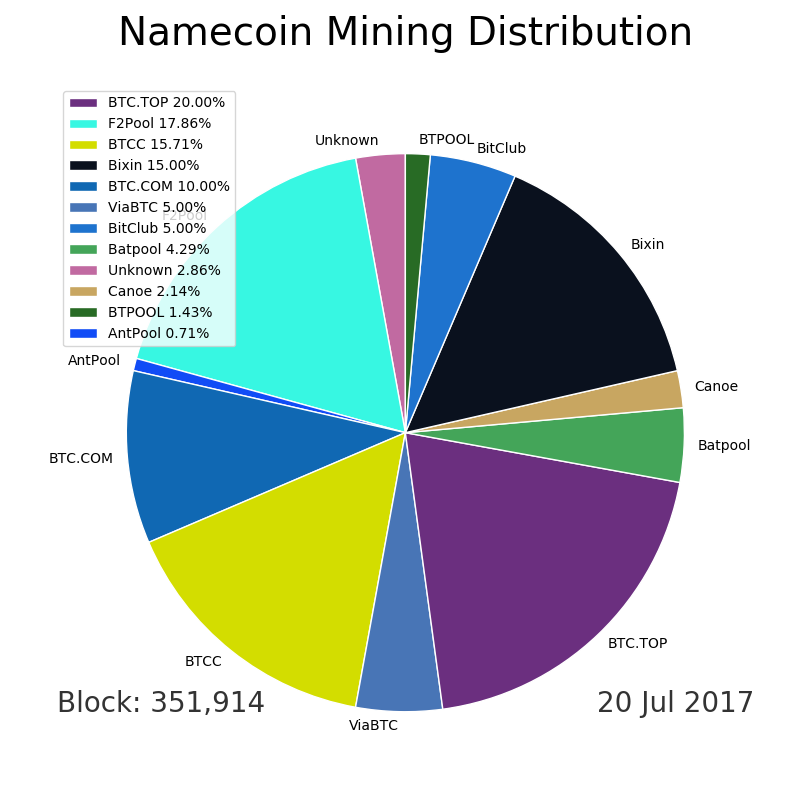 Namecoin Mining Distribution
BTC.TOP 20.00%
F2Pool 17.86%
BTCC 15.71%
Bixin 15.00%
BTC.COM 10.00%
ViaBTC 5.00%
BitClub 5.00%
Batpool 4.29%
Unknown 2.86%
Canoe 2.14%
BTPOOL 1.43%
AntPool 0.71%
Unknown
BTPOOL
BitClub
F2Pool
Bixin
AntPool
Canoe
Batpool
BTC.COM
BTC.TOP
BTCC
ViaBTC
Block: 351,914
20 Jul 2017